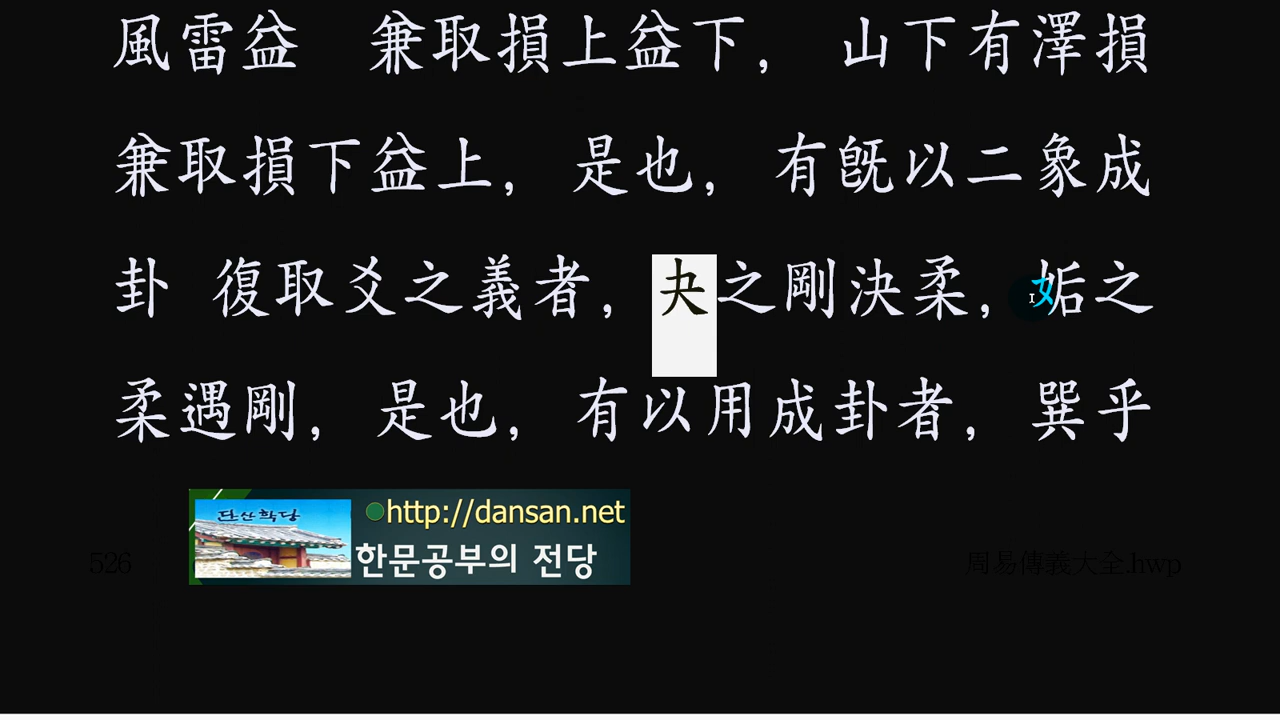 風雷益 兼取損上益下, 山下有澤損
兼取損下益上, 是也, 有旣以二象成
卦 復取爻之義者, 夬之剛決柔, 姤之
柔遇剛, 是也, 有以用成卦者, 巽乎
단산학당
http://dansan.net
한문공부의 전당
526
周易傳義大全.hwp